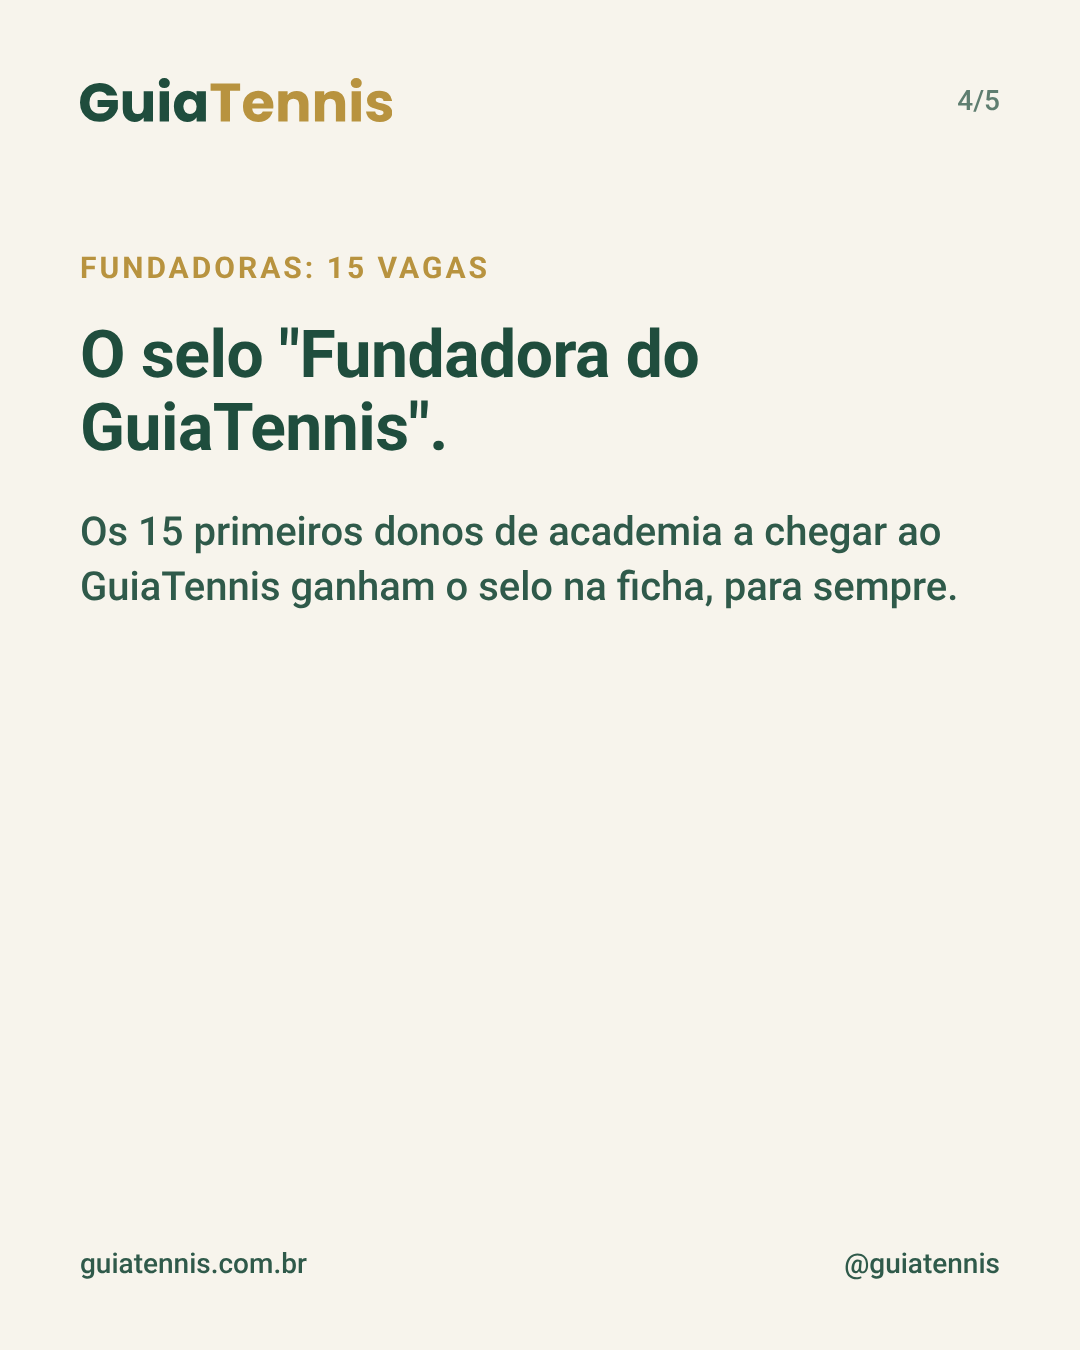 GuiaTennis
4/5
FUNDADORAS: 15 VAGAS
O selo "Fundadora do
GuiaTennis".
Os 15 primeiros donos de academia a chegar ao
GuiaTennis ganham o selo na ficha, para sempre.
guiatennis.com.br
@guiatennis